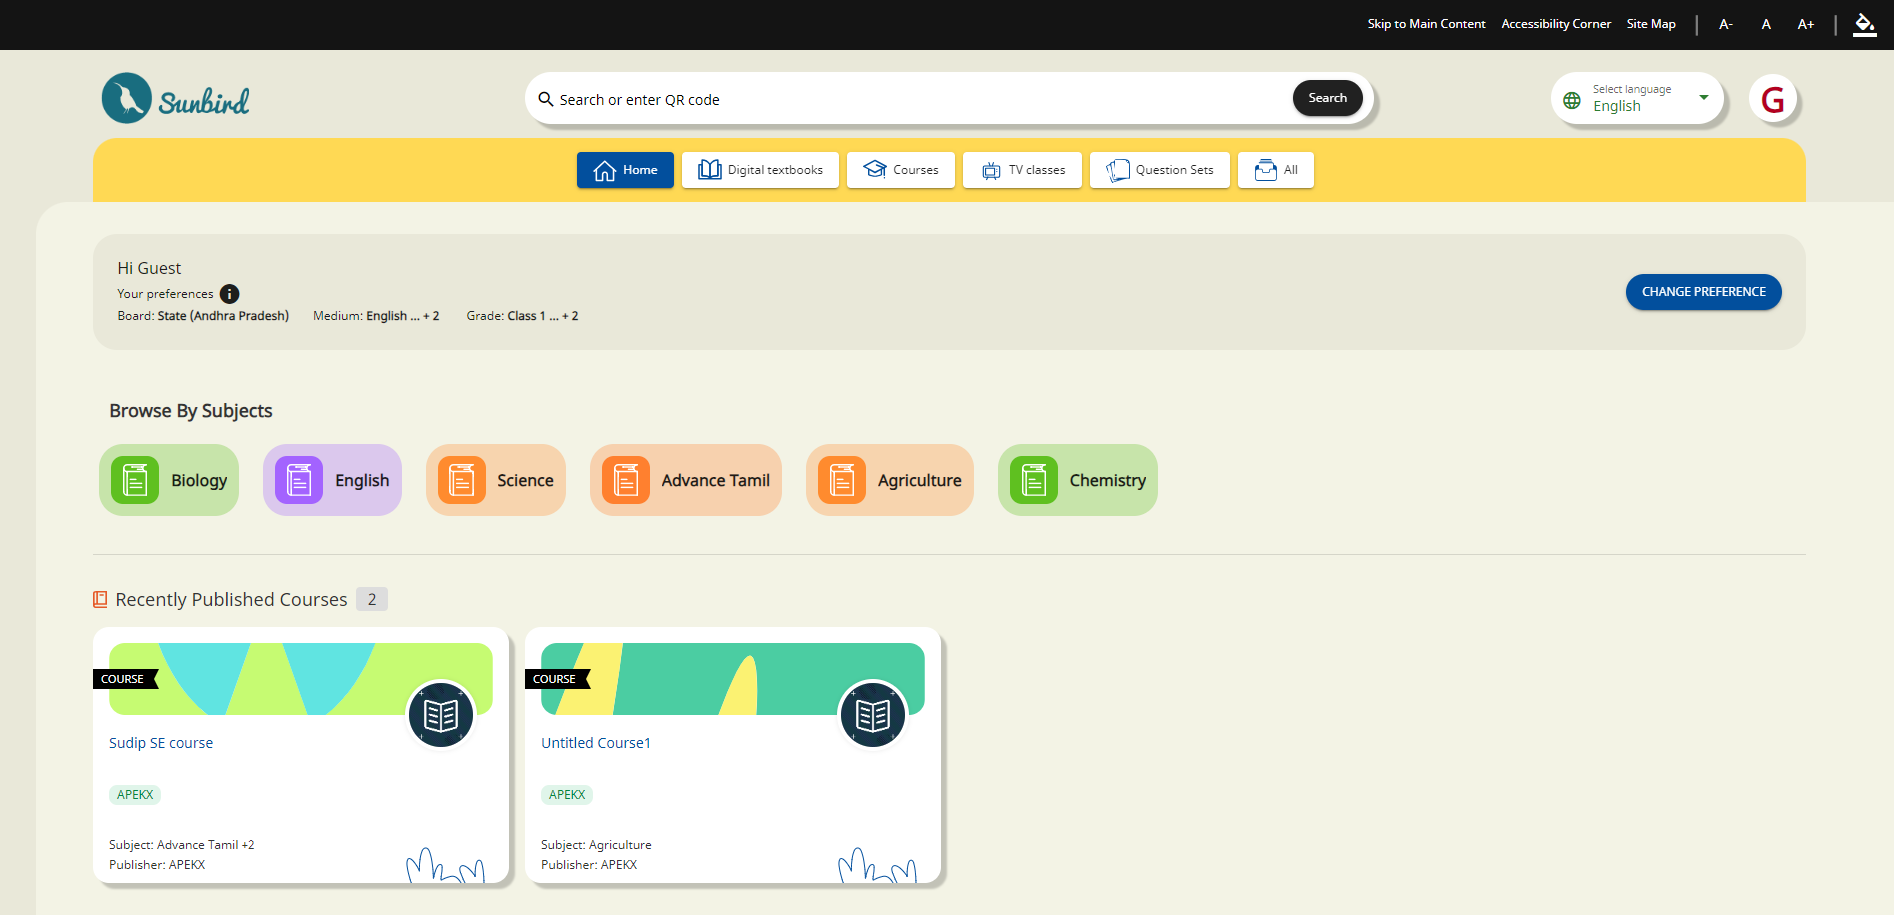 Skip to Main Content Accessibility Corner Site Map A- A A+
Sunbird
Search or enter QR code
Search
Select language
English
G
Home
Digital textbooks
Courses
TV classes
Question Sets
All
Hi Guest
Your preferences i
Board: State (Andhra Pradesh) Medium: English ... + 2 Grade: Class 1 ... + 2
CHANGE PREFERENCE
Browse By Subjects
Biology
English
Science
Advance Tamil
Agriculture
Chemistry
Recently Published Courses 2
COURSE
Sudip SE course
APEKX
Subject: Advance Tamil +2
Publisher: APEKX
COURSE
Untitled Course1
APEKX
Subject: Agriculture
Publisher: APEKX